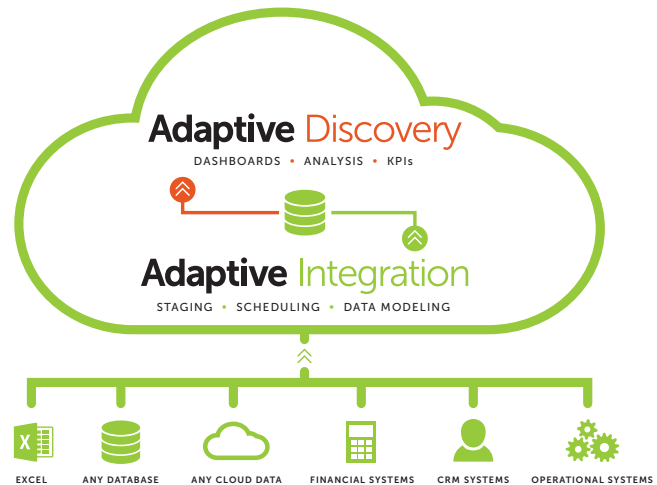 Adaptive Discovery
DASHBOARDS • ANALYSIS • KPIs
Adaptive Integration
STAGING • SCHEDULING • DATA MODELING
X
EXCEL ANY DATABASE ANY CLOUD DATA FINANCIAL SYSTEMS CRM SYSTEMS OPERATIONAL SYSTEMS